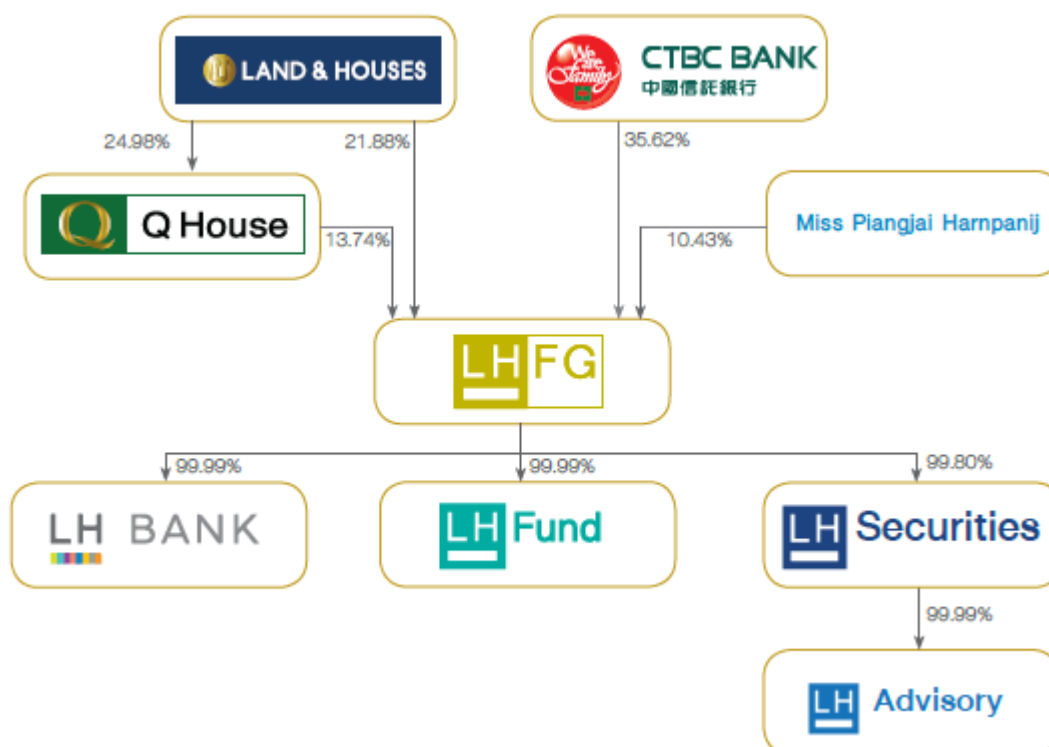 LAND & HOUSES
We are Family
CTBC BANK
中國信託銀行
24.98%
21.88%
35.62%
Q Q House
Miss Piangjai Harnpanij
13.74%
10.43%
LH FG
99.99%
99.99%
99.80%
LH BANK
LH Fund
LH Securities
99.99%
LH Advisory